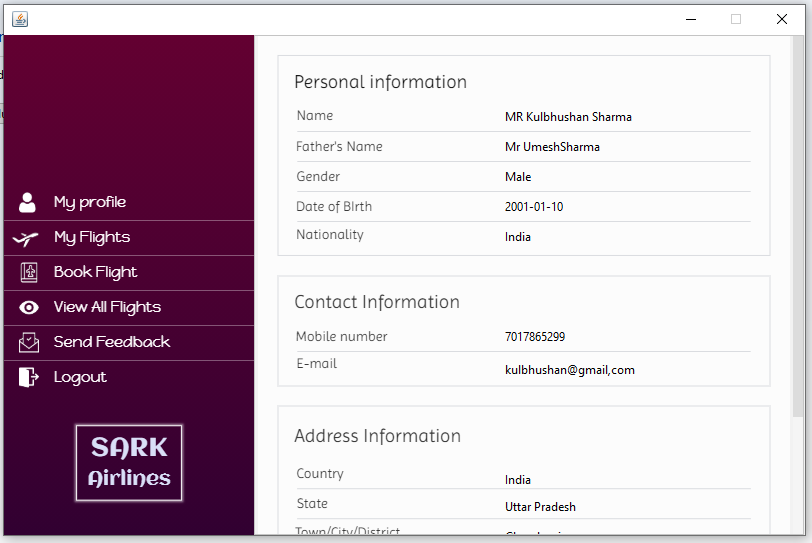 My profile
My Flights
Book Flight
View All Flights
Send Feedback
Logout
SARK
Airlines
Personal information
Name MR Kulbhushan Sharma
Father's Name Mr UmeshSharma
Gender Male
Date of BIrth 2001-01-10
Nationality India
Contact Information
Mobile number 7017865299
E-mail kulbhushan@gmail,com
Address Information
Country India
State Uttar Pradesh
Town/City/District